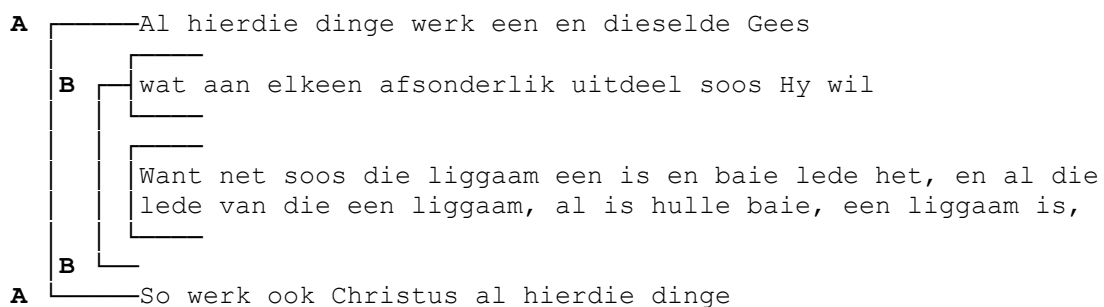 A Al hierdie dinge werk een en dieselde Gees
B wat aan elkeen afsonderlik uitdeel soos Hy wil
Want net soos die liggaam een is en baie lede het, en al die
lede van die een liggaam, al is hulle baie, een liggaam is,
B
A So werk ook Christus al hierdie dinge